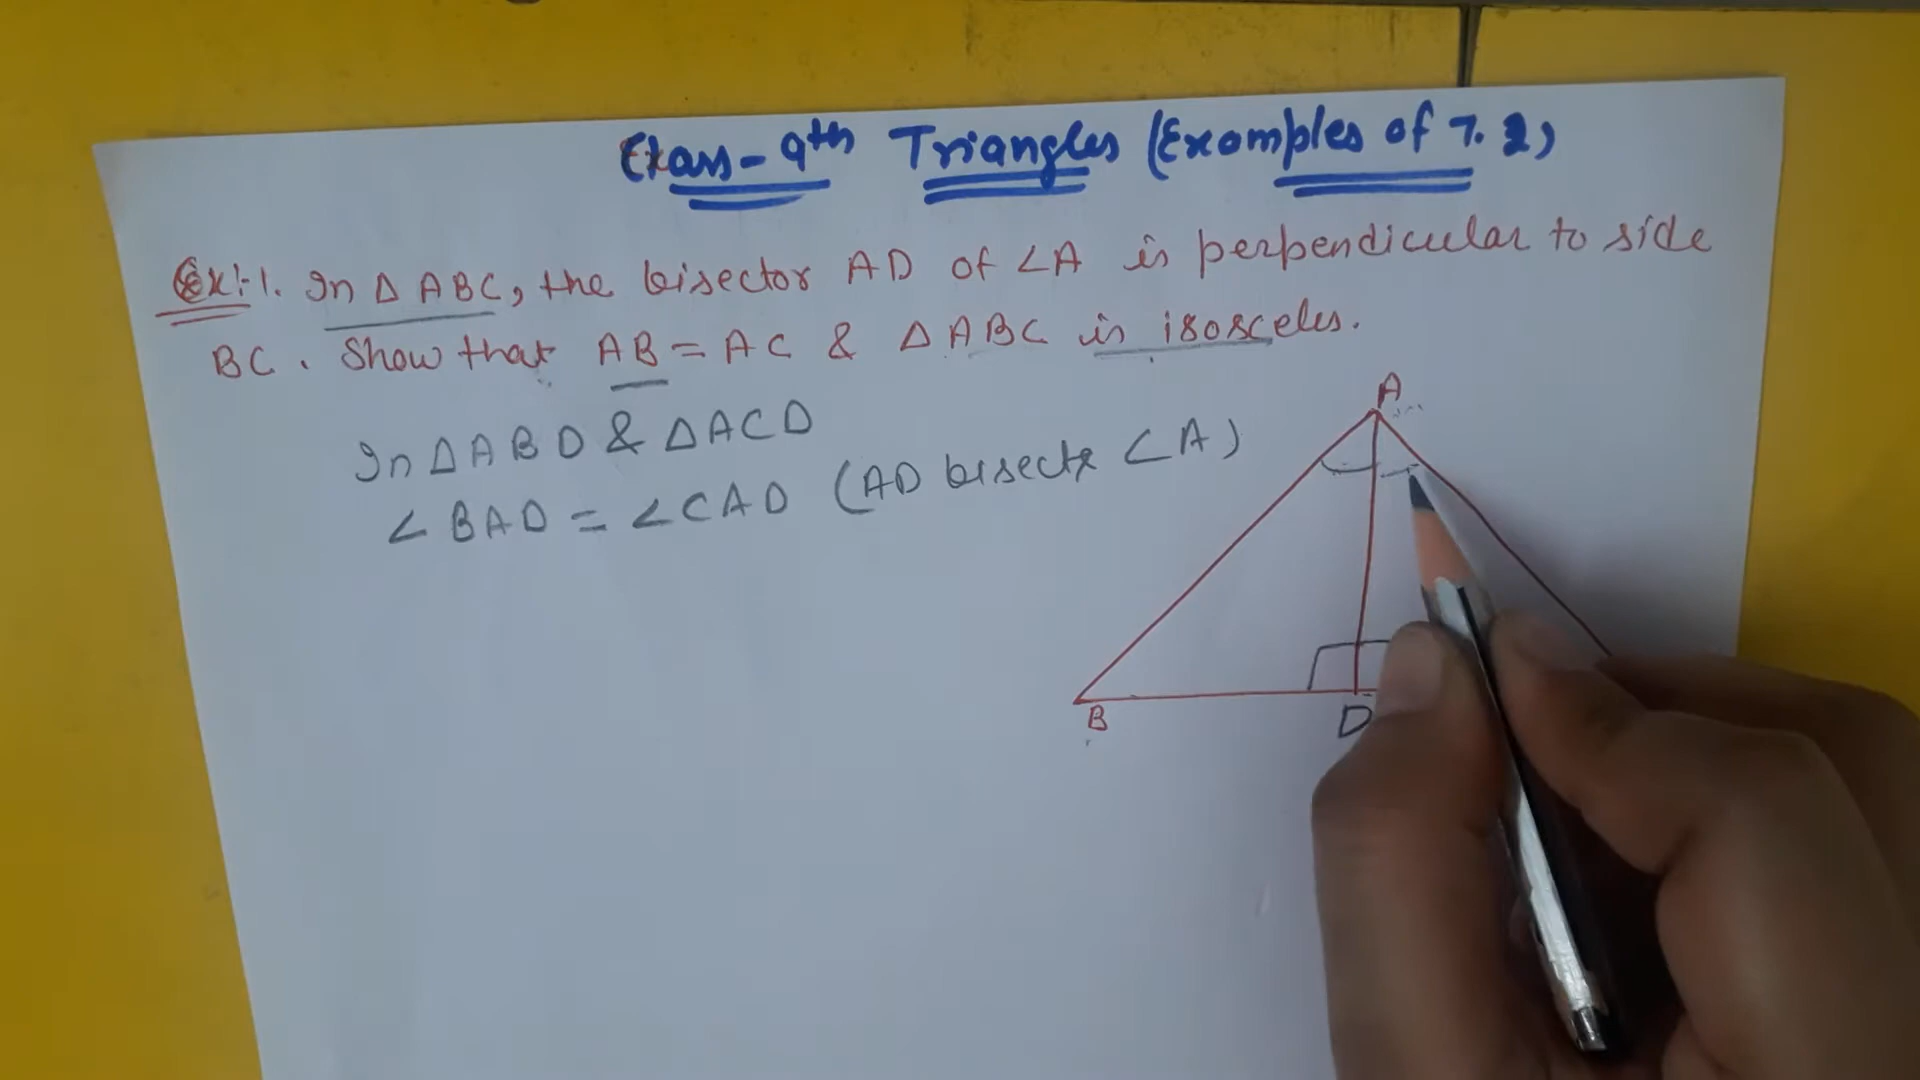 Class-9th Triangles (Examples of 7.2)
Ex:-1. In Δ ABC, the bisector AD of ∠A is perpendicular to side
BC. Show that AB = AC & Δ ABC is isosceles.
In Δ ABD & Δ ACD
∠BAD = ∠CAD (AD bisects ∠A)
A
B
D